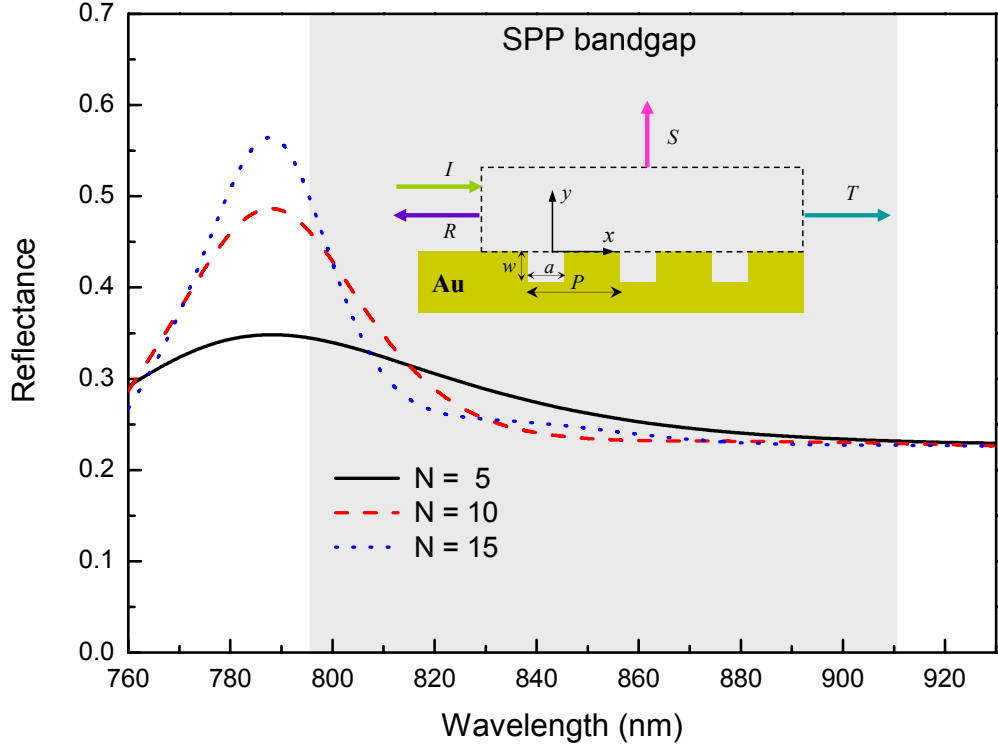 0.7
0.6
0.5
0.4
0.3
0.2
0.1
0.0
Reflectance
SPP bandgap
S
I
R
T
y
x
w
a
P
Au
N = 5
N = 10
N = 15
760 780 800 820 840 860 880 900 920
Wavelength (nm)